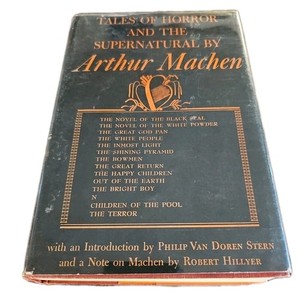 TALES OF HORROR
AND THE
SUPERNATURAL BY
Arthur Machen
THE NOVEL OF THE BLACK SEAL
THE NOVEL OF THE WHITE POWDER
THE GREAT GOD PAN
THE WHITE PEOPLE
THE INMOST LIGHT
THE SHINING PYRAMID
THE BOWMEN
THE GREAT RETURN
THE HAPPY CHILDREN
OUT OF THE EARTH
THE BRIGHT BOY
N
CHILDREN OF THE POOL
THE TERROR
with an Introduction by PHILIP VAN DOREN STERN
and a Note on Machen by ROBERT HILLYER